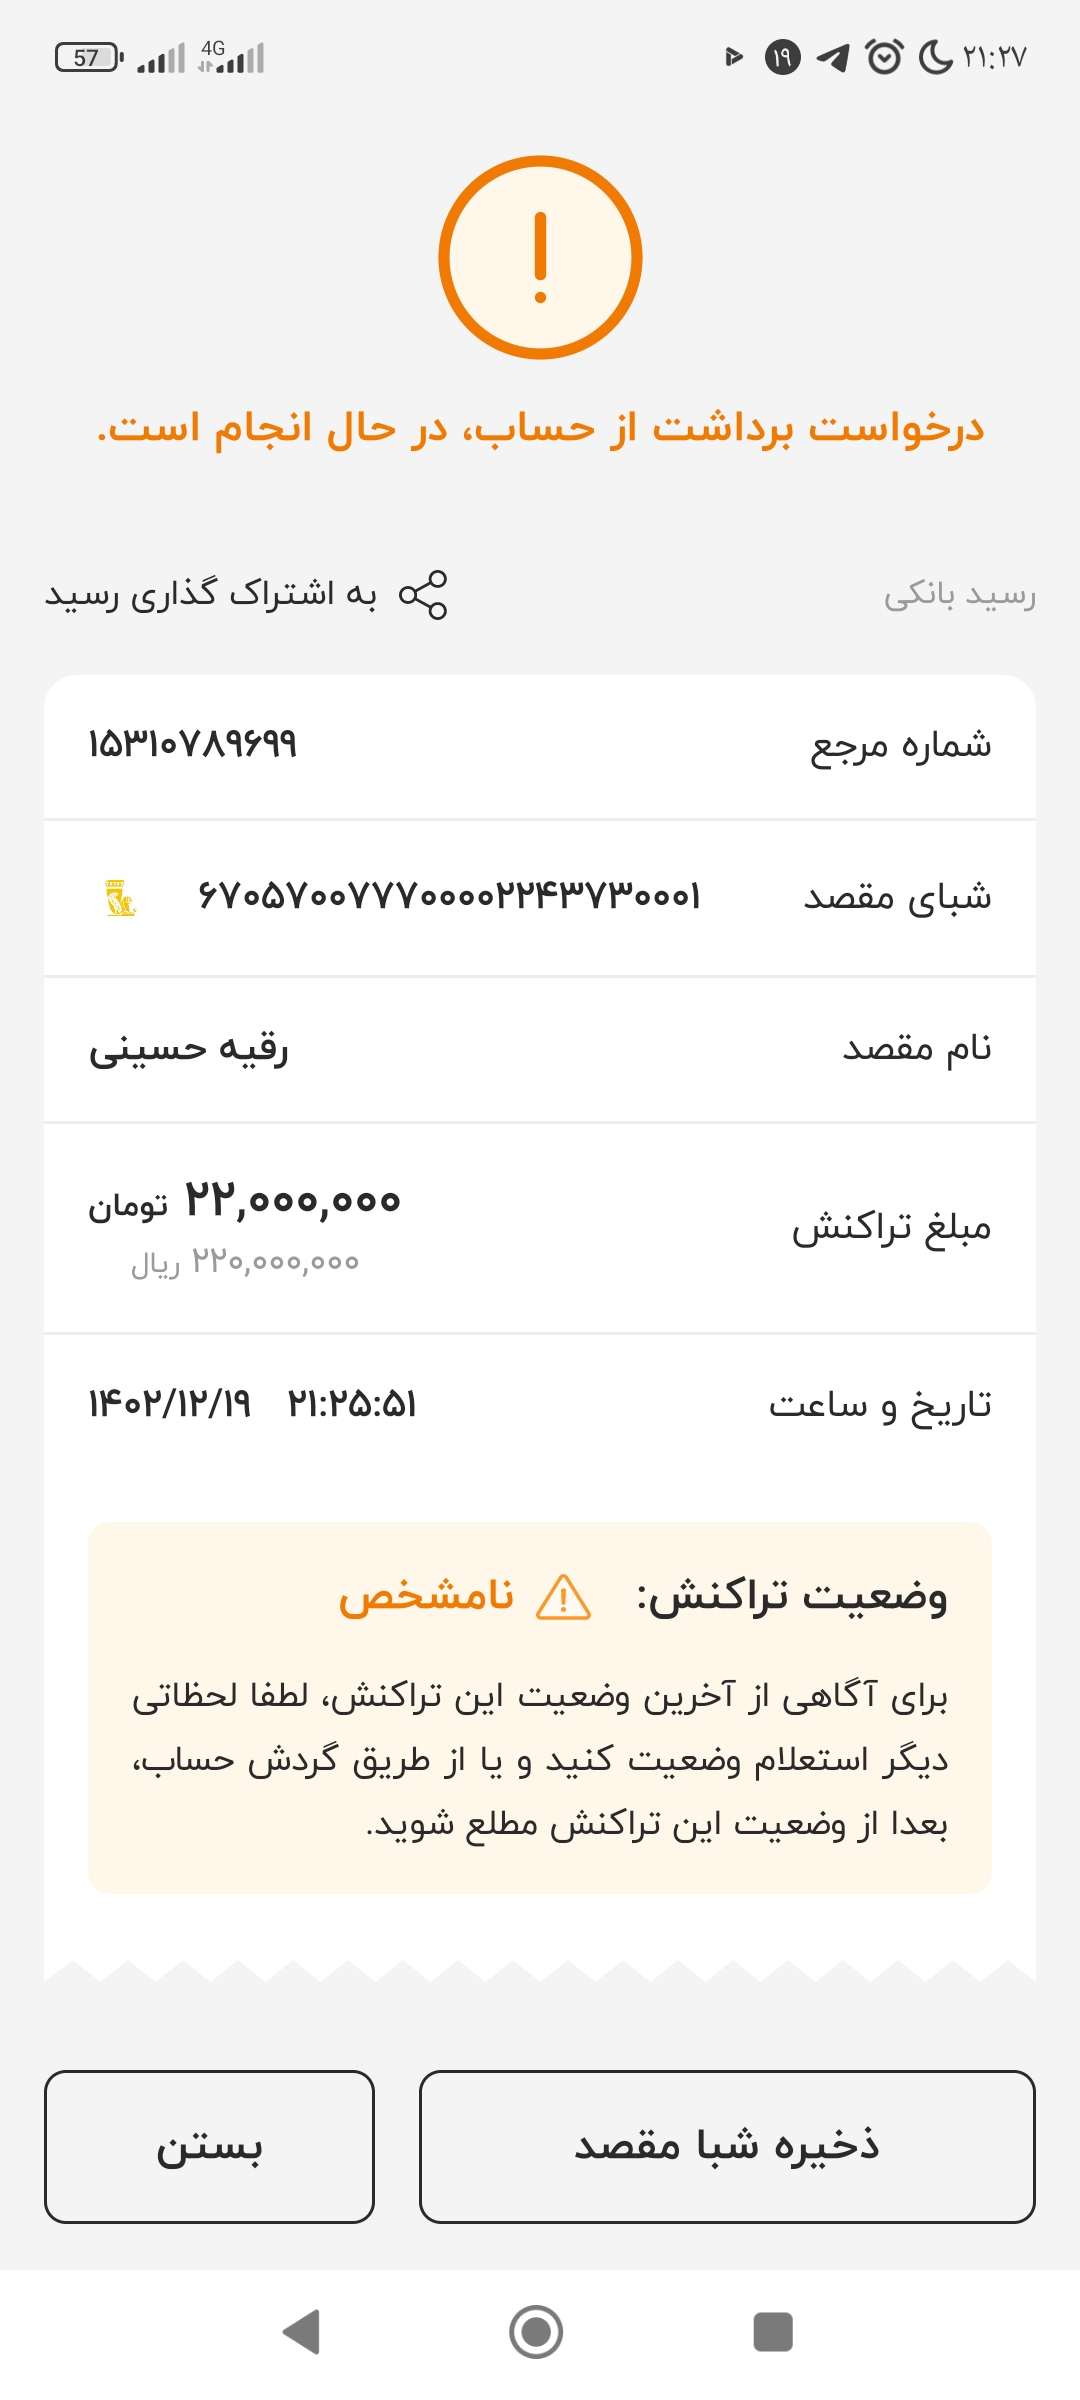 ۲۱:۲۷
۱۹
4G
57
درخواست برداشت از حساب، در حال انجام است.
رسید بانکی
به اشتراک گذاری رسید
شماره مرجع ۱۵۳۱۰۷۸۹۶۹۹
شبای مقصد ۶۷۰۵۷۰۰۷۷۷۰۰۰۰۲۲۴۳۷۳۰۰۰۱
نام مقصد رقیه حسینی
مبلغ تراکنش ۲۲,۰۰۰,۰۰۰ تومان
۲۲۰,۰۰۰,۰۰۰ ریال
تاریخ و ساعت ۲۱:۲۵:۵۱ ۱۴۰۲/۱۲/۱۹
وضعیت تراکنش: نامشخص
برای آگاهی از آخرین وضعیت این تراکنش، لطفا لحظاتی
دیگر استعلام وضعیت کنید و یا از طریق گردش حساب،
بعدا از وضعیت این تراکنش مطلع شوید.
ذخیره شبا مقصد
بستن